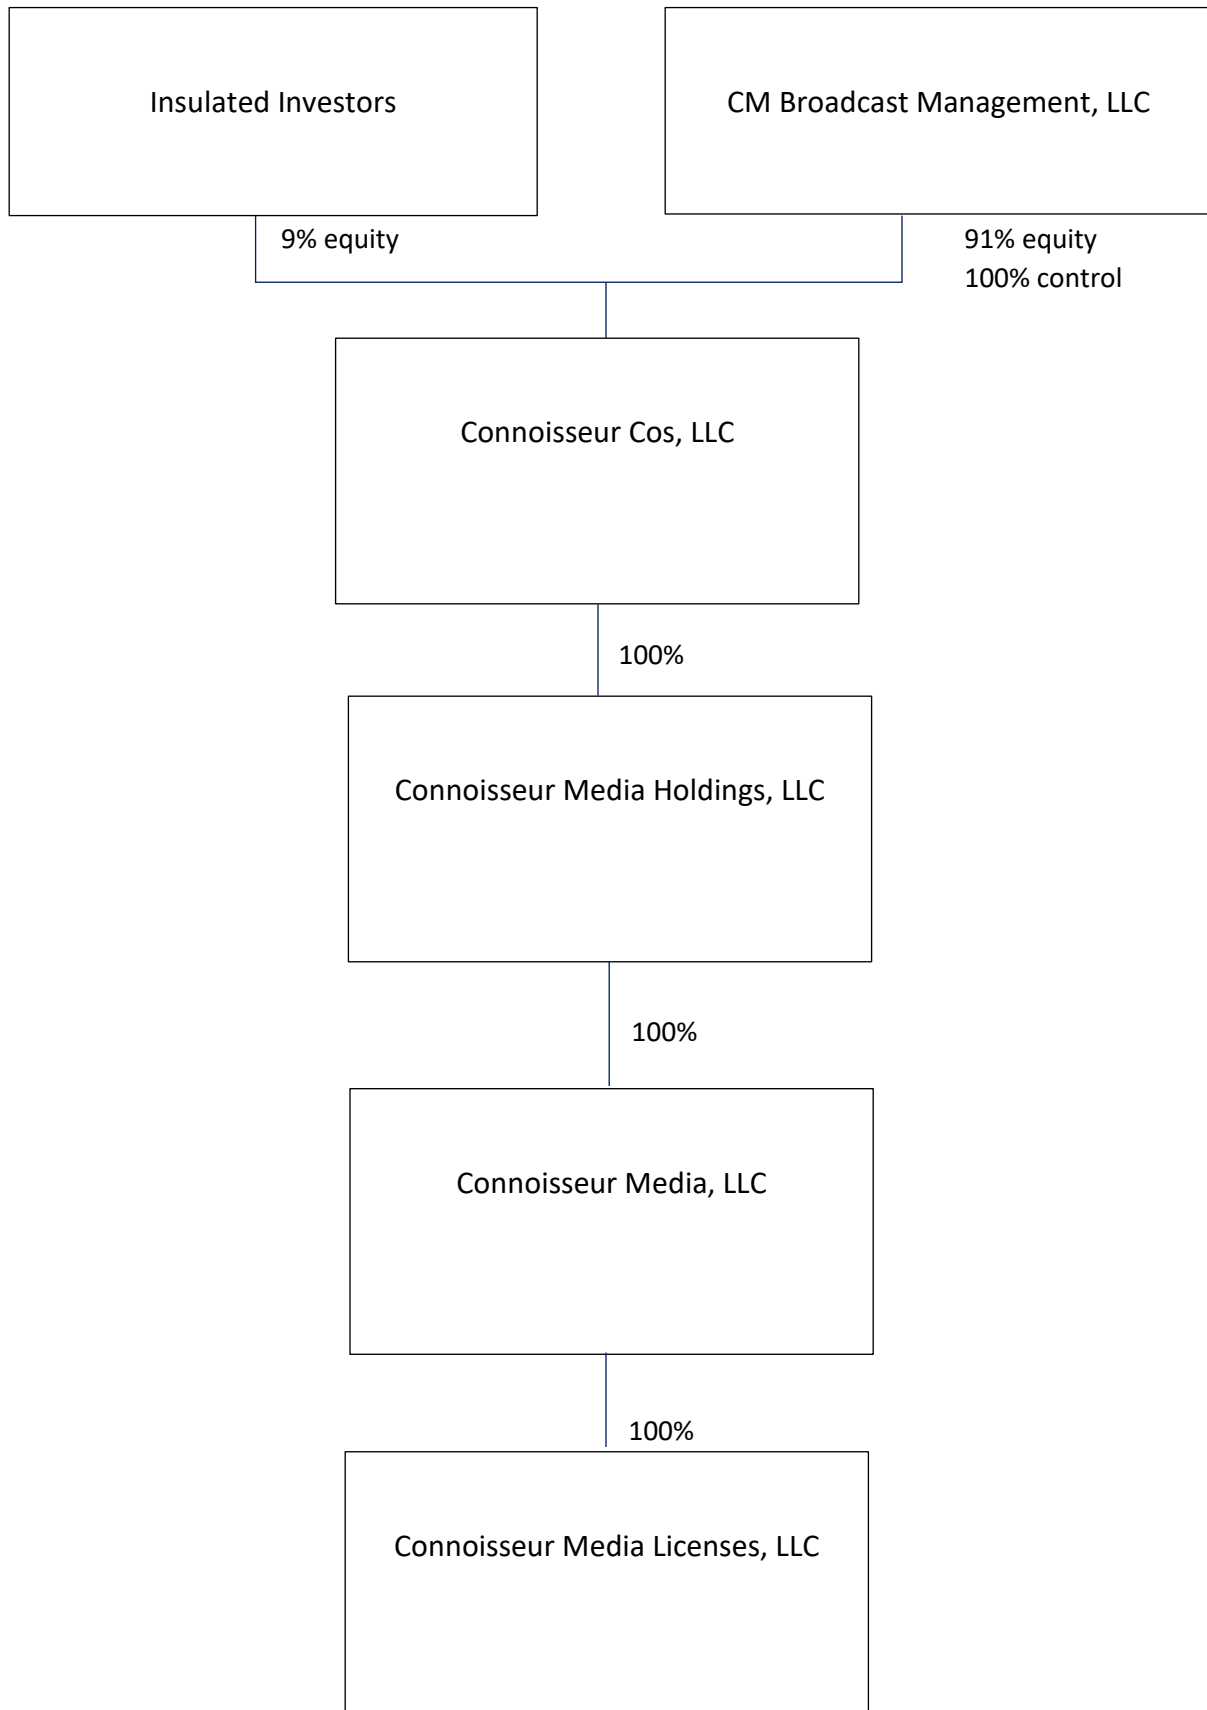 Insulated Investors
CM Broadcast Management, LLC
9% equity
91% equity
100% control
Connoisseur Cos, LLC
100%
Connoisseur Media Holdings, LLC
100%
Connoisseur Media, LLC
100%
Connoisseur Media Licenses, LLC